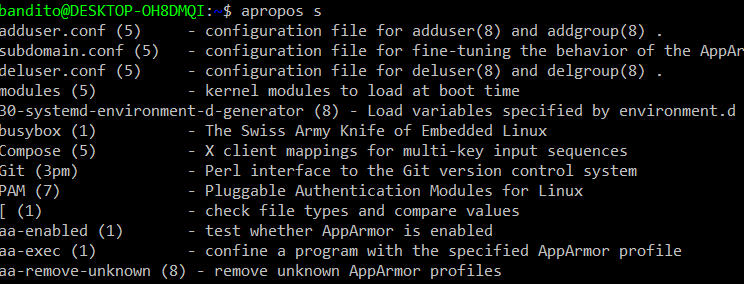 bandito@DESKTOP-OH8DMQI:~$ apropos s
adduser.conf (5)     - configuration file for adduser(8) and addgroup(8) .
subdomain.conf (5)   - configuration file for fine-tuning the behavior of the AppAr
deluser.conf (5)     - configuration file for deluser(8) and delgroup(8) .
modules (5)          - kernel modules to load at boot time
30-systemd-environment-d-generator (8) - Load variables specified by environment.d
busybox (1)          - The Swiss Army Knife of Embedded Linux
Compose (5)          - X client mappings for multi-key input sequences
Git (3pm)            - Perl interface to the Git version control system
PAM (7)              - Pluggable Authentication Modules for Linux
[ (1)                - check file types and compare values
aa-enabled (1)       - test whether AppArmor is enabled
aa-exec (1)          - confine a program with the specified AppArmor profile
aa-remove-unknown (8) - remove unknown AppArmor profiles